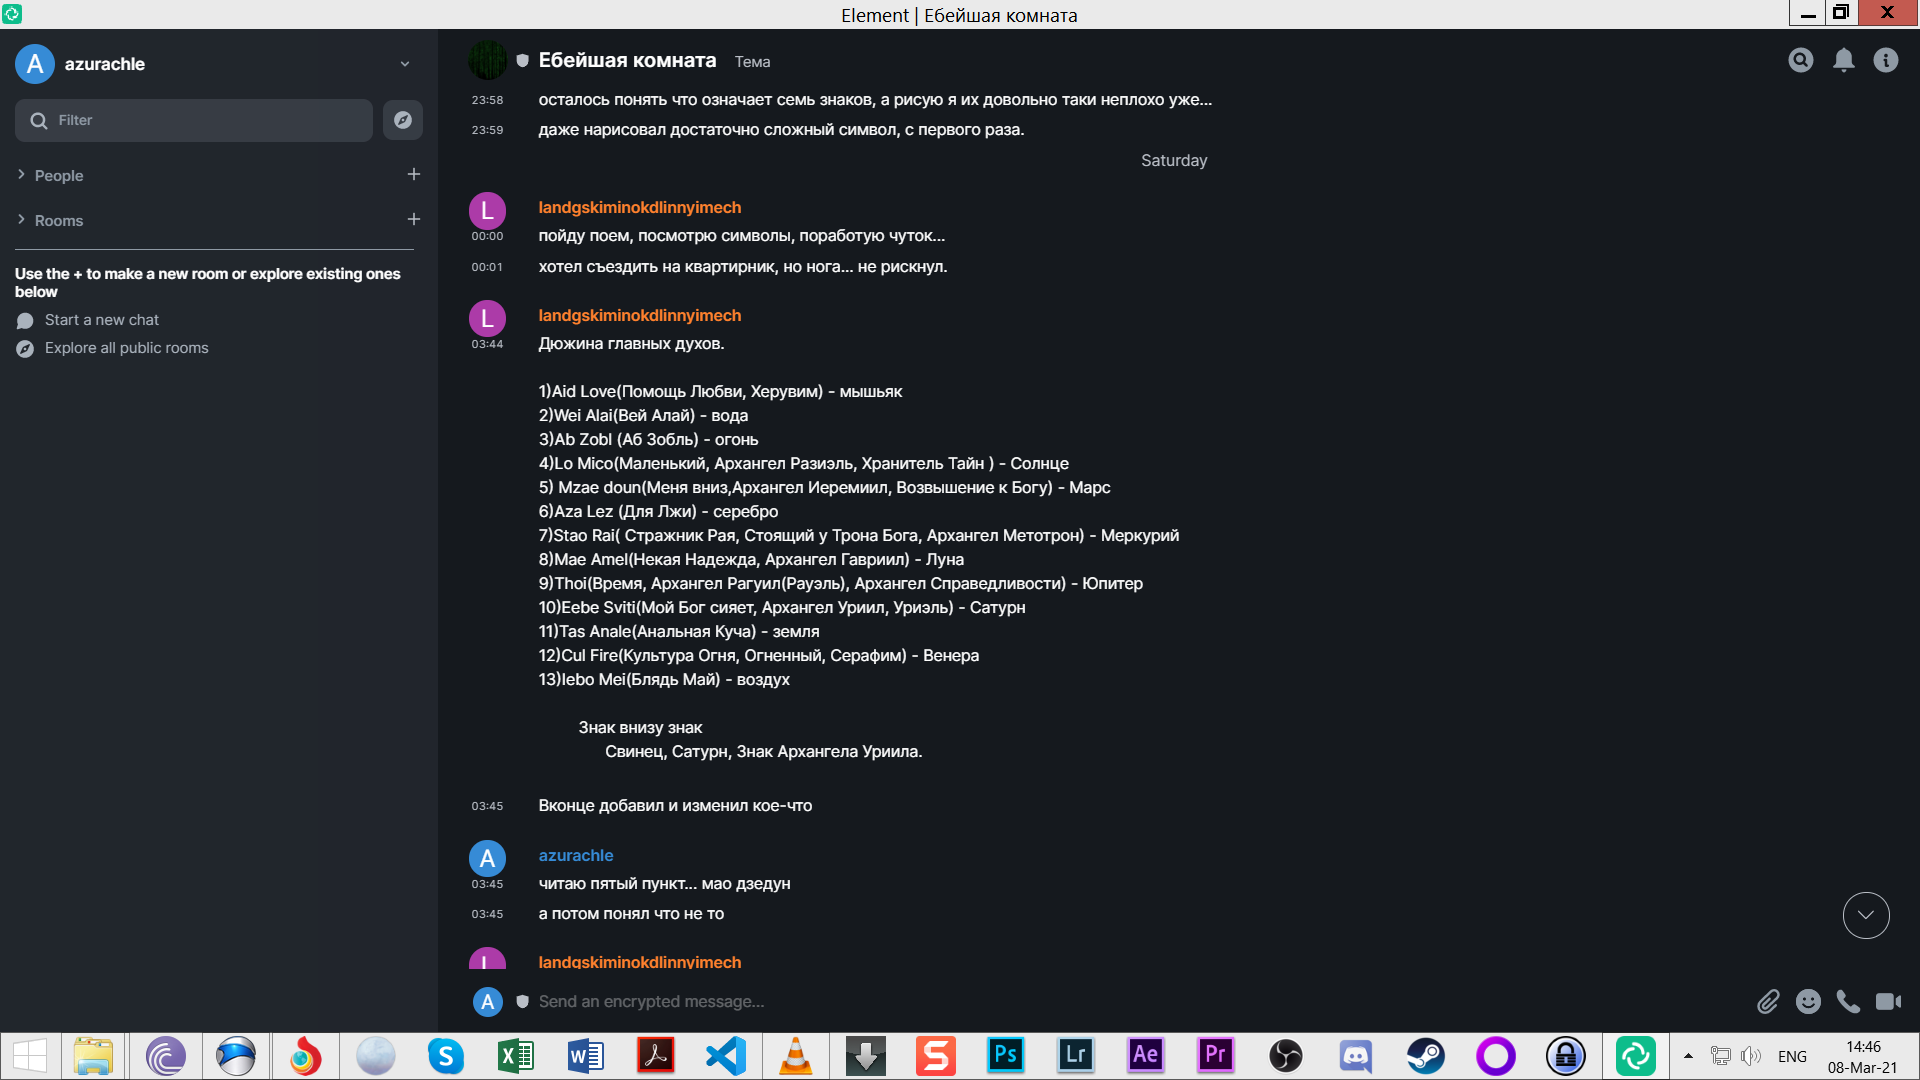 Element | Ебейшая комната
A azurachle
Filter
People
Rooms
Use the + to make a new room or explore existing ones
below
Start a new chat
Explore all public rooms
Ебейшая комната Тема
23:58 осталось понять что означает семь знаков, а рисую я их довольно таки неплохо уже...
23:59 даже нарисовал достаточно сложный символ, с первого раза.
Saturday
L landgskiminokdlinnyimech
00:00 пойду поем, посмотрю символы, поработую чуток...
00:01 хотел съездить на квартирник, но нога... не рискнул.
L landgskiminokdlinnyimech
03:44 Дюжина главных духов.
1)Aid Love(Помощь Любви, Херувим) - мышьяк
2)Wei Alai(Вей Алай) - вода
3)Ab Zobl (Аб Зобль) - огонь
4)Lo Mico(Маленький, Архангел Разиэль, Хранитель Тайн ) - Солнце
5) Mzae doun(Меня вниз,Архангел Иеремиил, Возвышение к Богу) - Марс
6)Aza Lez (Для Лжи) - серебро
7)Stao Rai( Стражник Рая, Стоящий у Трона Бога, Архангел Метотрон) - Меркурий
8)Mae Amel(Некая Надежда, Архангел Гавриил) - Луна
9)Thoi(Время, Архангел Рагуил(Рауэль), Архангел Справедливости) - Юпитер
10)Eebe Sviti(Мой Бог сияет, Архангел Уриил, Уриэль) - Сатурн
11)Tas Anale(Анальная Куча) - земля
12)Cul Fire(Культура Огня, Огненный, Серафим) - Венера
13)Iebo Mei(Блядь Май) - воздух
Знак внизу знак
Свинец, Сатурн, Знак Архангела Уриила.
03:45 Вконце добавил и изменил кое-что
A azurachle
03:45 читаю пятый пункт... мао дзедун
03:45 а потом понял что не то
L landgskiminokdlinnyimech
A Send an encrypted message...
S X W Ps Lr Ae Pr ENG 14:46
08-Mar-21